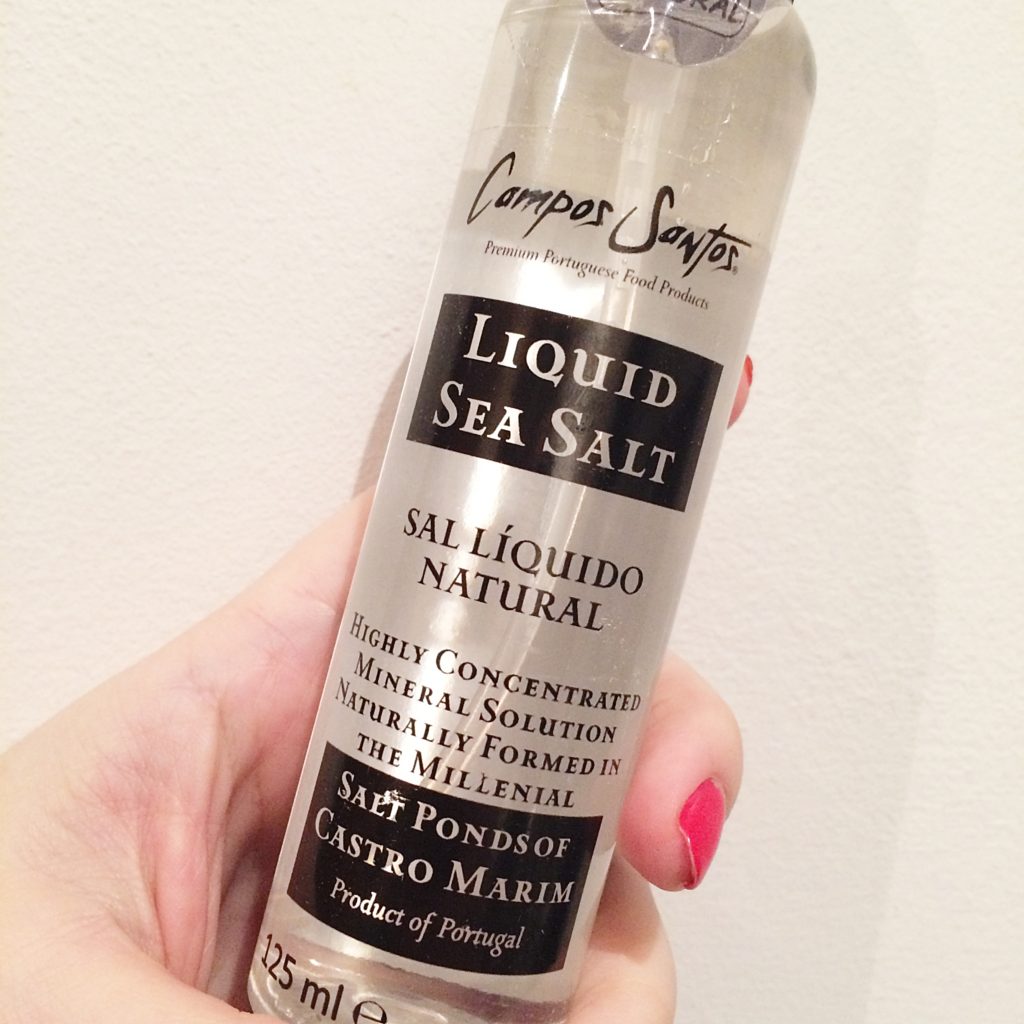 Campos Santos®
Premium Portuguese Food Products
LIQUID
SEA SALT
SAL LÍQUIDO
NATURAL
HIGHLY CONCENTRATED
MINERAL SOLUTION
NATURALLY FORMED IN
THE MILLENIAL
SALT PONDS OF
CASTRO MARIM
Product of Portugal
125 ml ℮